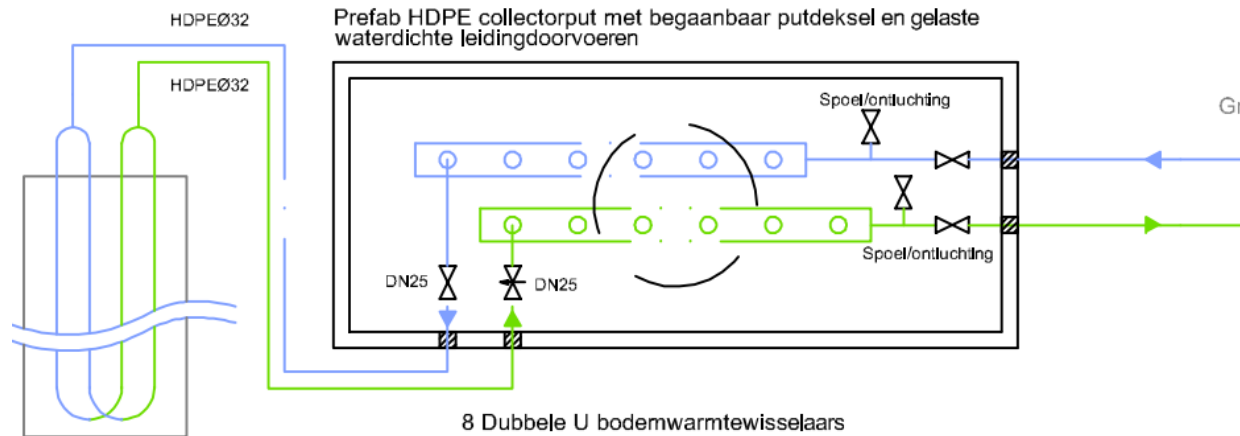 HDPEØ32
Prefab HDPE collectorput met begaanbaar putdeksel en gelaste
waterdichte leidingdoorvoeren
HDPEØ32
Spoel/ontluchting
Gr
Spoel/ontluchting
DN25
DN25
8 Dubbele U bodemwarmtewisselaars